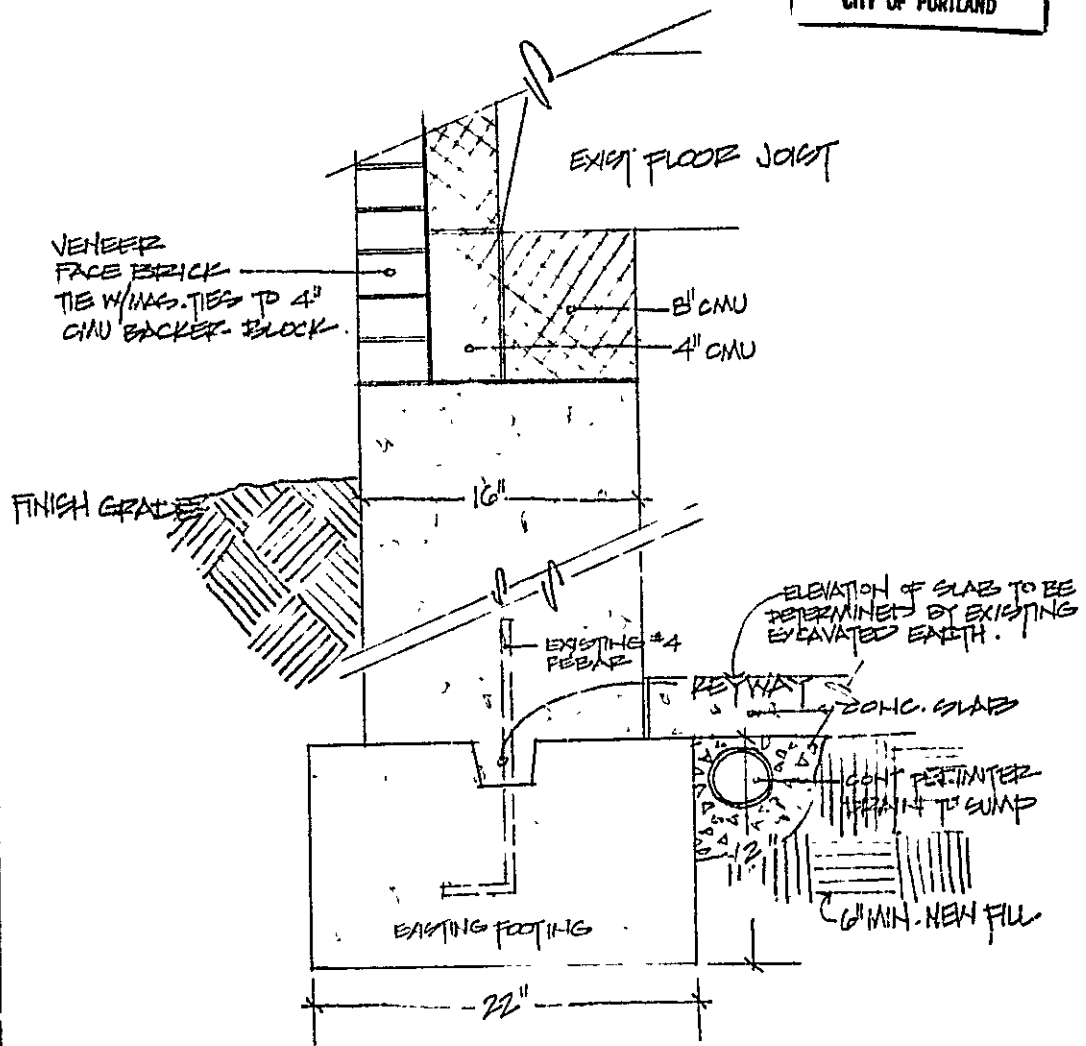 CITY OF PORTLAND
EXIST FLOOR JOIST
VENEER
FACE BRICK
TIE W/MAS. TIES TO 4"
CMU BACKER BLOCK.
8" CMU
4" CMU
FINISH GRADE
16"
ELEVATION OF SLAB TO BE
DETERMINED BY EXISTING
EXCAVATED EARTH.
EXISTING #4
REBAR
KEYWAY
CONC. SLAB
CONT PERIMITER
DRAIN TO SUMP
12"
6" MIN. NEW FILL.
EXISTING FOOTING
22"